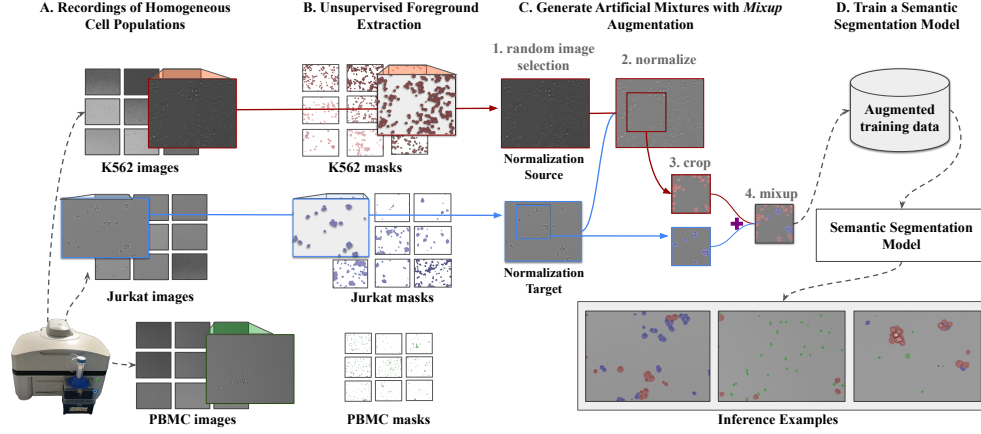 A. Recordings of Homogeneous
Cell Populations
B. Unsupervised Foreground
Extraction
C. Generate Artificial Mixtures with Mixup
Augmentation
D. Train a Semantic
Segmentation Model
1. random image
selection
2. normalize
Augmented
training data
K562 images
K562 masks
Normalization
Source
3. crop
4. mixup
Semantic Segmentation
Model
Jurkat images
Jurkat masks
Normalization
Target
PBMC images
PBMC masks
Inference Examples